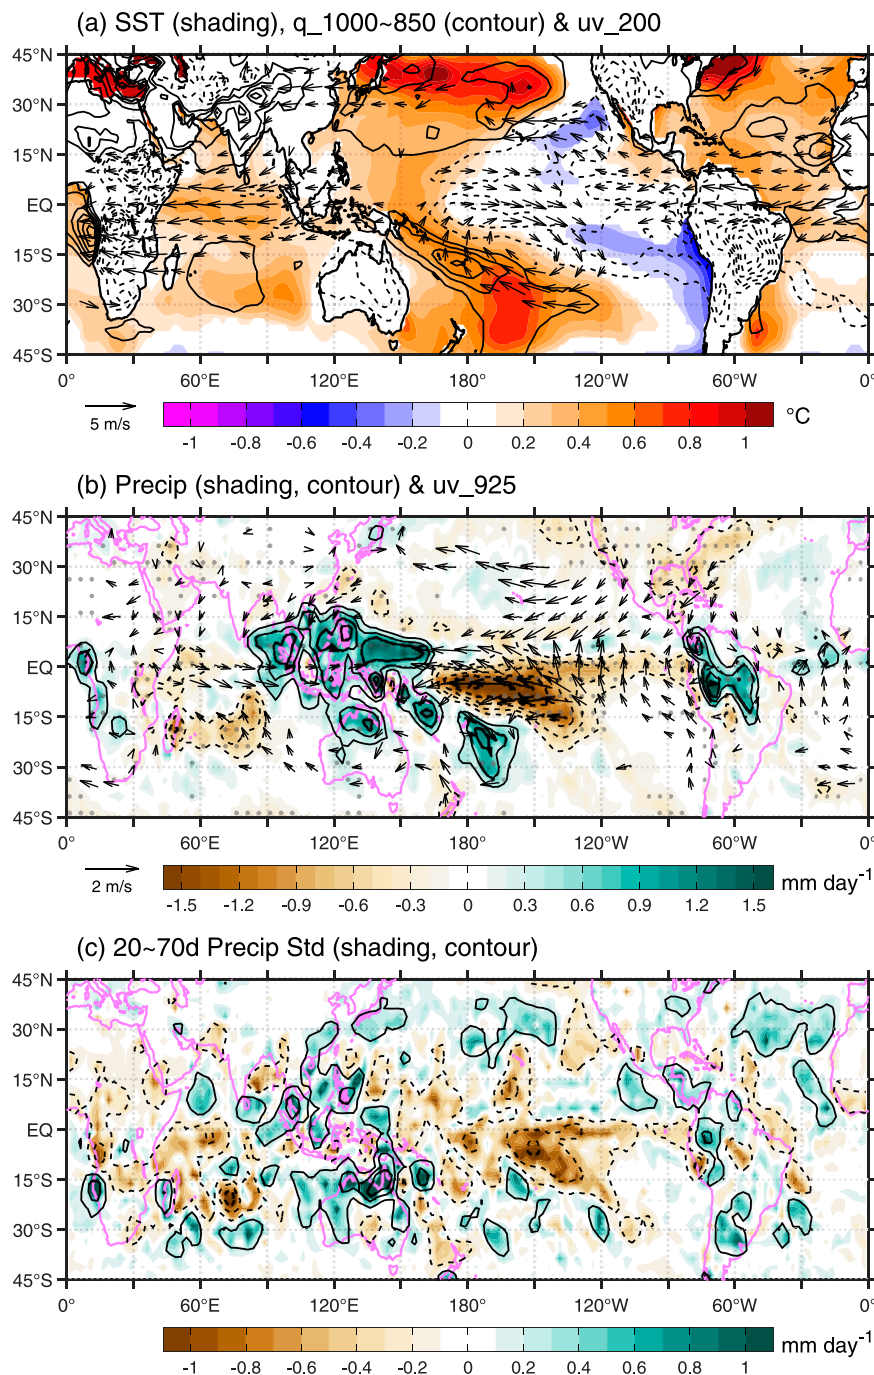 (a) SST (shading), q_1000~850 (contour) & uv_200
45°N
30°N
15°N
EQ
15°S
30°S
45°S
0° 60°E 120°E 180° 120°W 60°W 0°
5 m/s
-1 -0.8 -0.6 -0.4 -0.2 0 0.2 0.4 0.6 0.8 1 °C
(b) Precip (shading, contour) & uv_925
45°N
30°N
15°N
EQ
15°S
30°S
45°S
0° 60°E 120°E 180° 120°W 60°W 0°
2 m/s
-1.5 -1.2 -0.9 -0.6 -0.3 0 0.3 0.6 0.9 1.2 1.5 mm day⁻¹
(c) 20~70d Precip Std (shading, contour)
45°N
30°N
15°N
EQ
15°S
30°S
45°S
0° 60°E 120°E 180° 120°W 60°W 0°
-1 -0.8 -0.6 -0.4 -0.2 0 0.2 0.4 0.6 0.8 1 mm day⁻¹